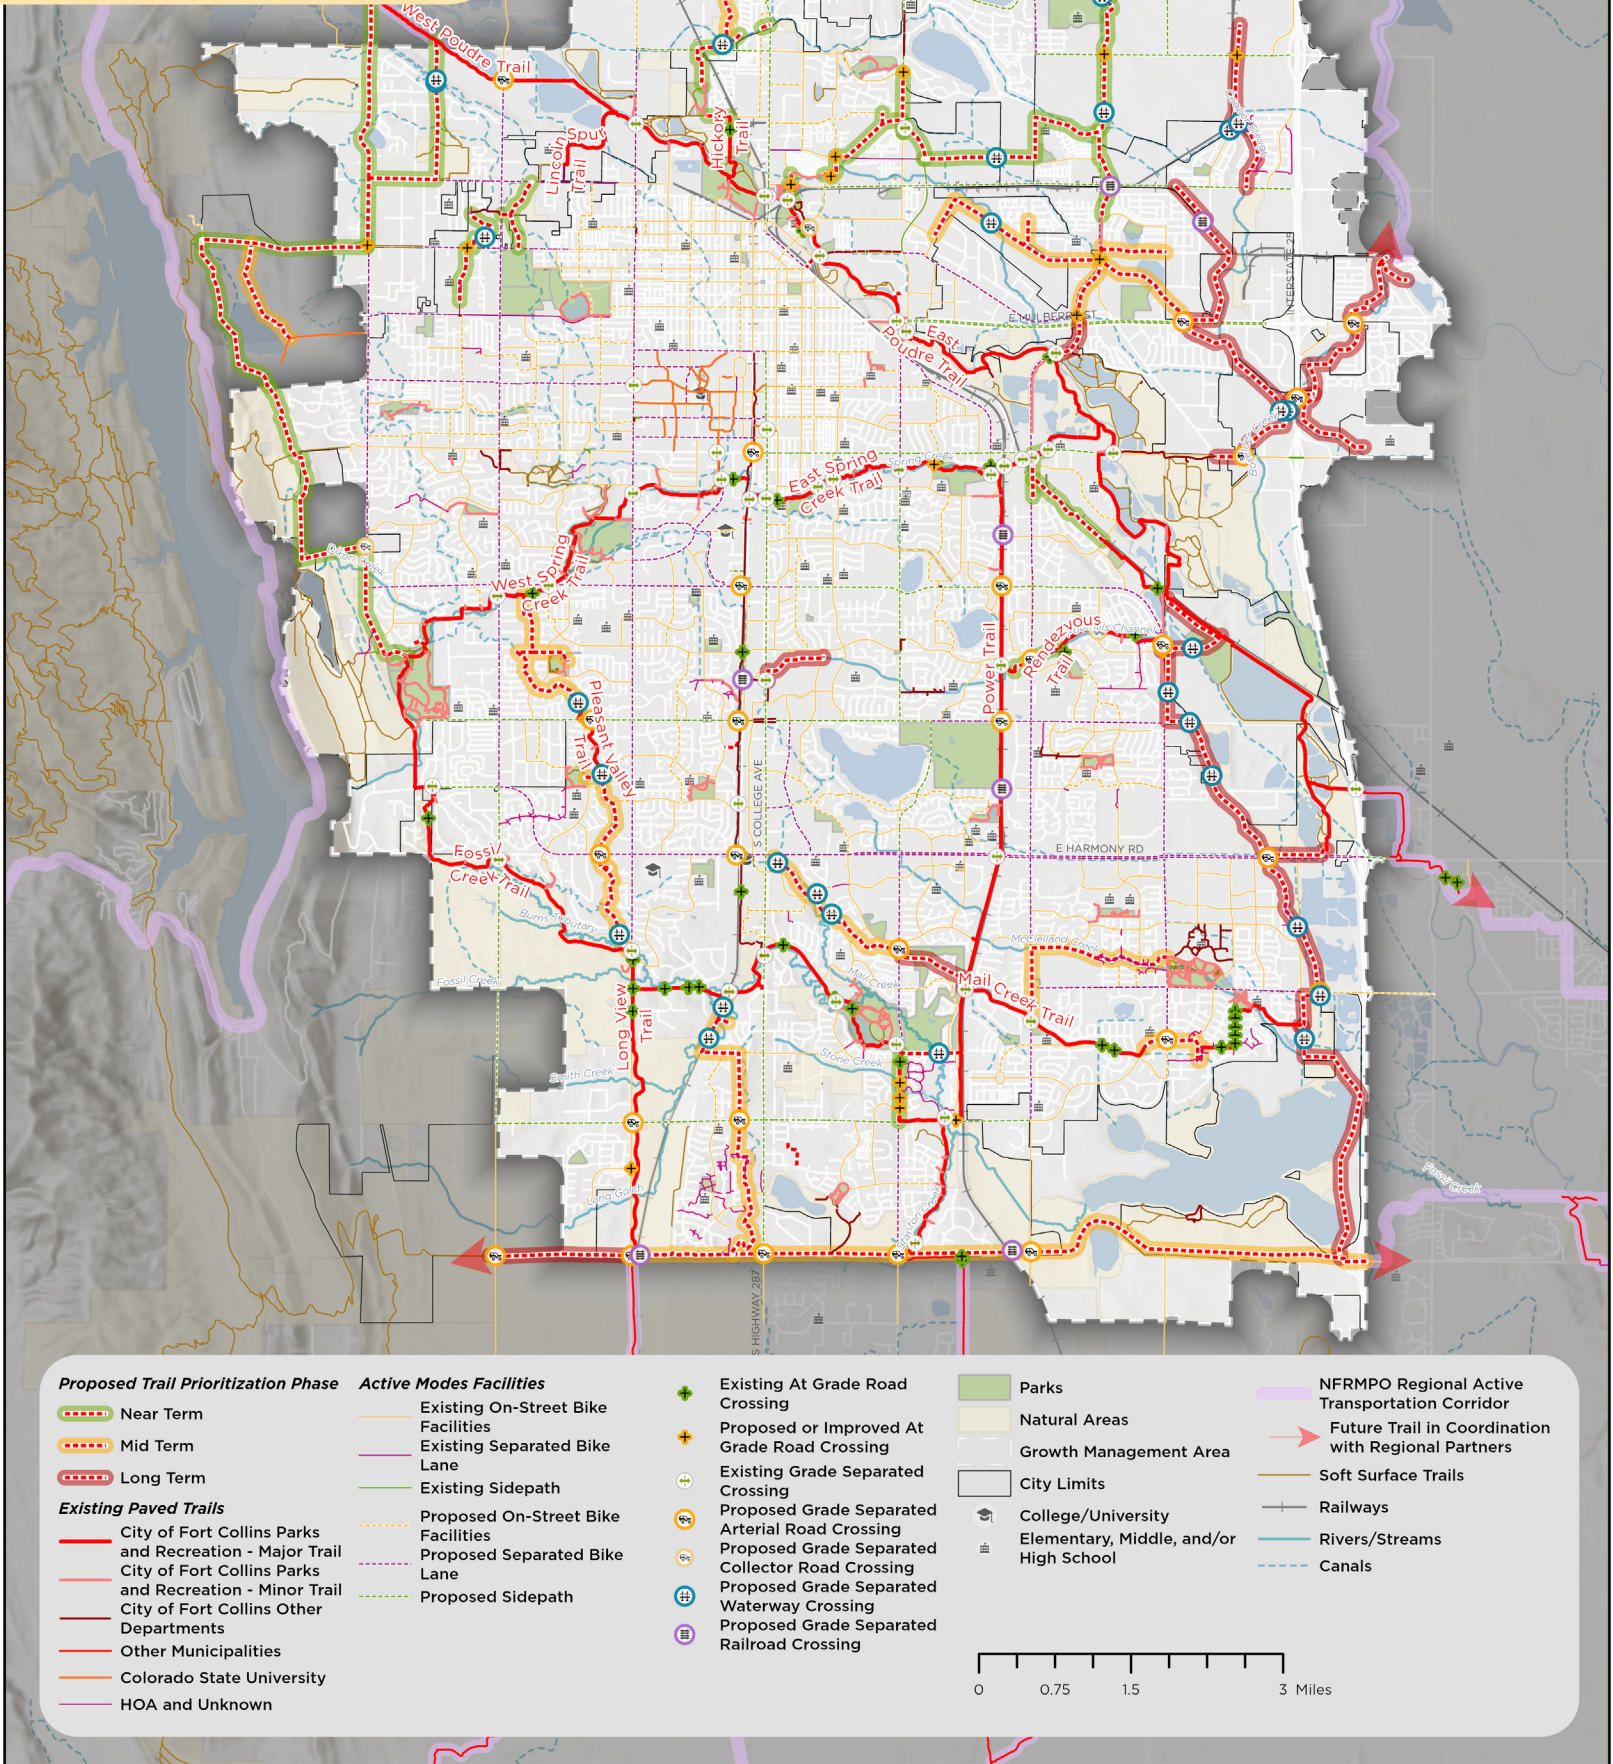 West Poudre Trail
Lincoln Spur
Trail
Hickory
Trail
INTERSTATE 25
E MULBERRY ST
East
Poudre Trail
Boxelder Creek
East Spring
Creek Trail
Spring Creek
Dixon Creek
West Spring
Creek Trail
Power Trail
Rendezvous
Trail
Pleasant Valley
Trail
S COLLEGE AVE
E HARMONY RD
Fossil
Creek Trail
Burns Tributary
McClelland Creek
Fossil Creek
Mail Creek
Mail Creek Trail
Long View
Trail
Stone Creek
Smith Creek
Fossil Creek
Lang Gulch
Stanton Creek
S HIGHWAY 287
Proposed Trail Prioritization Phase
Near Term
Mid Term
Long Term
Existing Paved Trails
City of Fort Collins Parks
and Recreation - Major Trail
City of Fort Collins Parks
and Recreation - Minor Trail
City of Fort Collins Other
Departments
Other Municipalities
Colorado State University
HOA and Unknown
Active Modes Facilities
Existing On-Street Bike
Facilities
Existing Separated Bike
Lane
Existing Sidepath
Proposed On-Street Bike
Facilities
Proposed Separated Bike
Lane
Proposed Sidepath
Existing At Grade Road
Crossing
Proposed or Improved At
Grade Road Crossing
Existing Grade Separated
Crossing
Proposed Grade Separated
Arterial Road Crossing
Proposed Grade Separated
Collector Road Crossing
Proposed Grade Separated
Waterway Crossing
Proposed Grade Separated
Railroad Crossing
Parks
Natural Areas
Growth Management Area
City Limits
College/University
Elementary, Middle, and/or
High School
NFRMPO Regional Active
Transportation Corridor
Future Trail in Coordination
with Regional Partners
Soft Surface Trails
Railways
Rivers/Streams
Canals
0 0.75 1.5 3 Miles